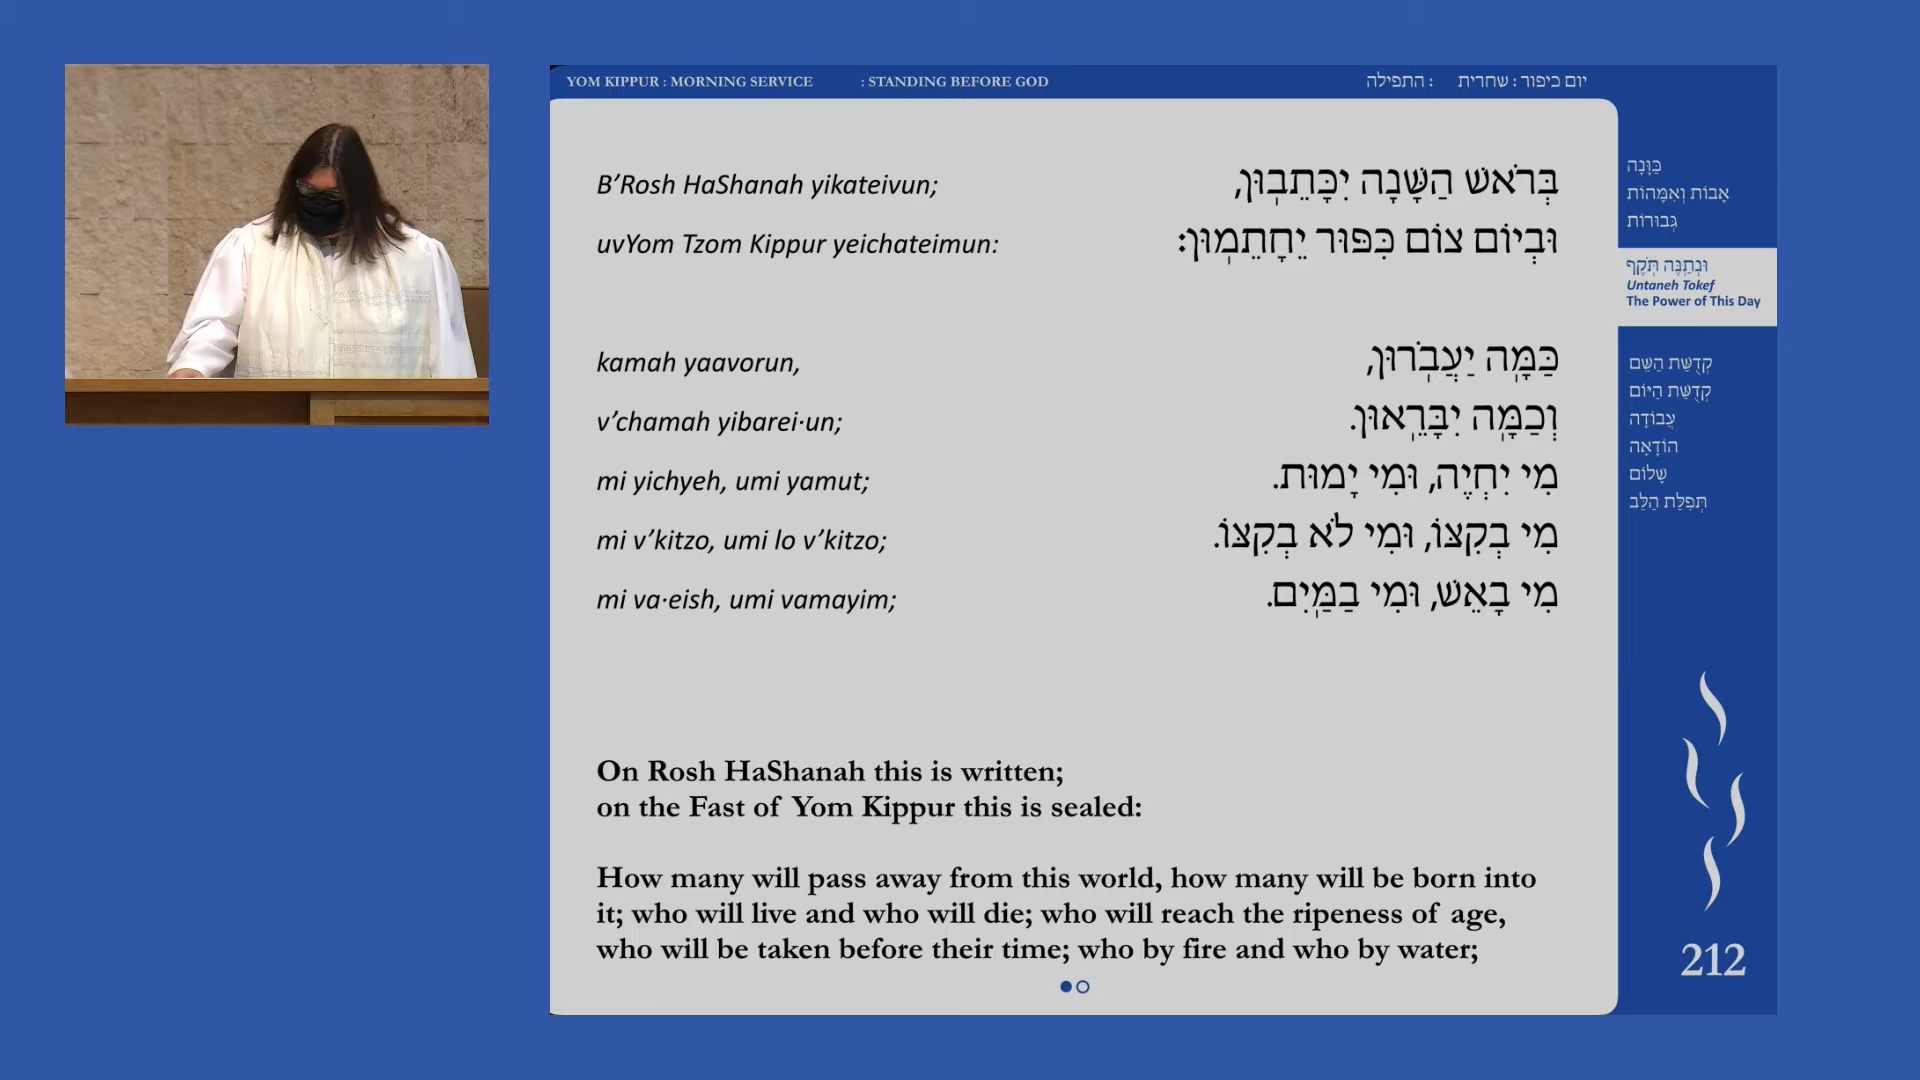 YOM KIPPUR : MORNING SERVICE : STANDING BEFORE GOD
יום כיפור : שחרית : התפילה
B’Rosh HaShanah yikateivun;
בְּרֹאשׁ הַשָּׁנָה יִכָּתֵבֽוּן,
uvYom Tzom Kippur yeichateimun:
וּבְיוֹם צוֹם כִּפּוּר יֵחָתֵמֽוּן:
kamah yaavorun,
כַּמָּֽה יַעֲבֹֽרוּן,
v’chamah yibarei·un;
וְכַמָּֽה יִבָּרֵֽאוּן.
mi yichyeh, umi yamut;
מִי יִחְיֶה, וּמִי יָמוּת.
mi v’kitzo, umi lo v’kitzo;
מִי בְקִצּוֹ, וּמִי לֹא בְקִצּוֹ.
mi va·eish, umi vamayim;
מִי בָאֵשׁ, וּמִי בַמַּֽיִם.
On Rosh HaShanah this is written;
on the Fast of Yom Kippur this is sealed:
How many will pass away from this world, how many will be born into
it; who will live and who will die; who will reach the ripeness of age,
who will be taken before their time; who by fire and who by water;
כַּוָּנָה
אָבוֹת וְאִמָּהוֹת
גְּבוּרוֹת
וּנְתַנֶּה תֹּֽקֶף
Untaneh Tokef
The Power of This Day
קְדֻשַּׁת הַשֵּׁם
קְדֻשַּׁת הַיּוֹם
עֲבוֹדָה
הוֹדָאָה
שָׁלוֹם
תְּפִלַּת הַלֵּב
212